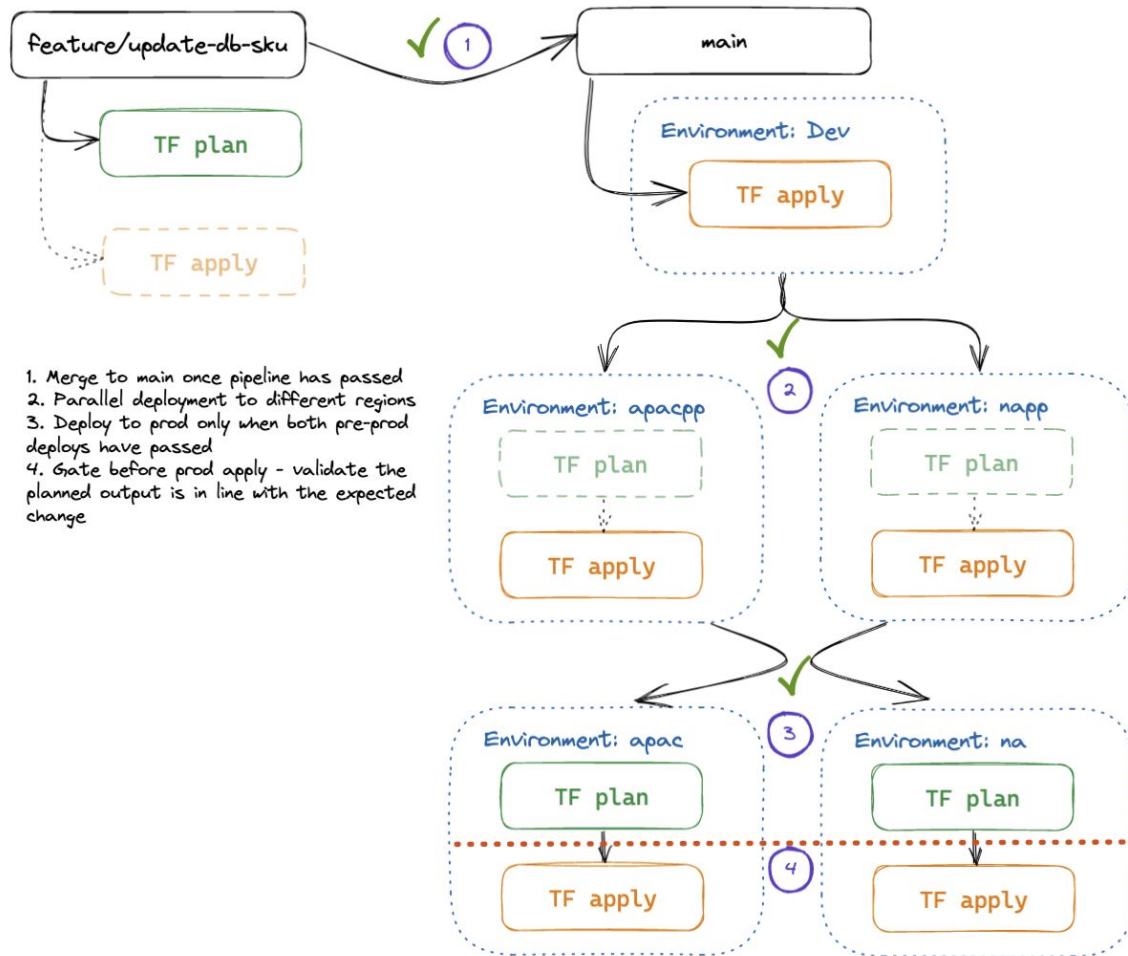 feature/update-db-sku
1
main
TF plan
Environment: Dev
TF apply
TF apply
1. Merge to main once pipeline has passed
2. Parallel deployment to different regions
3. Deploy to prod only when both pre-prod
deploys have passed
4. Gate before prod apply - validate the
planned output is in line with the expected
change
2
Environment: apacpp
TF plan
TF apply
Environment: napp
TF plan
TF apply
3
Environment: apac
TF plan
TF apply
Environment: na
TF plan
TF apply
4